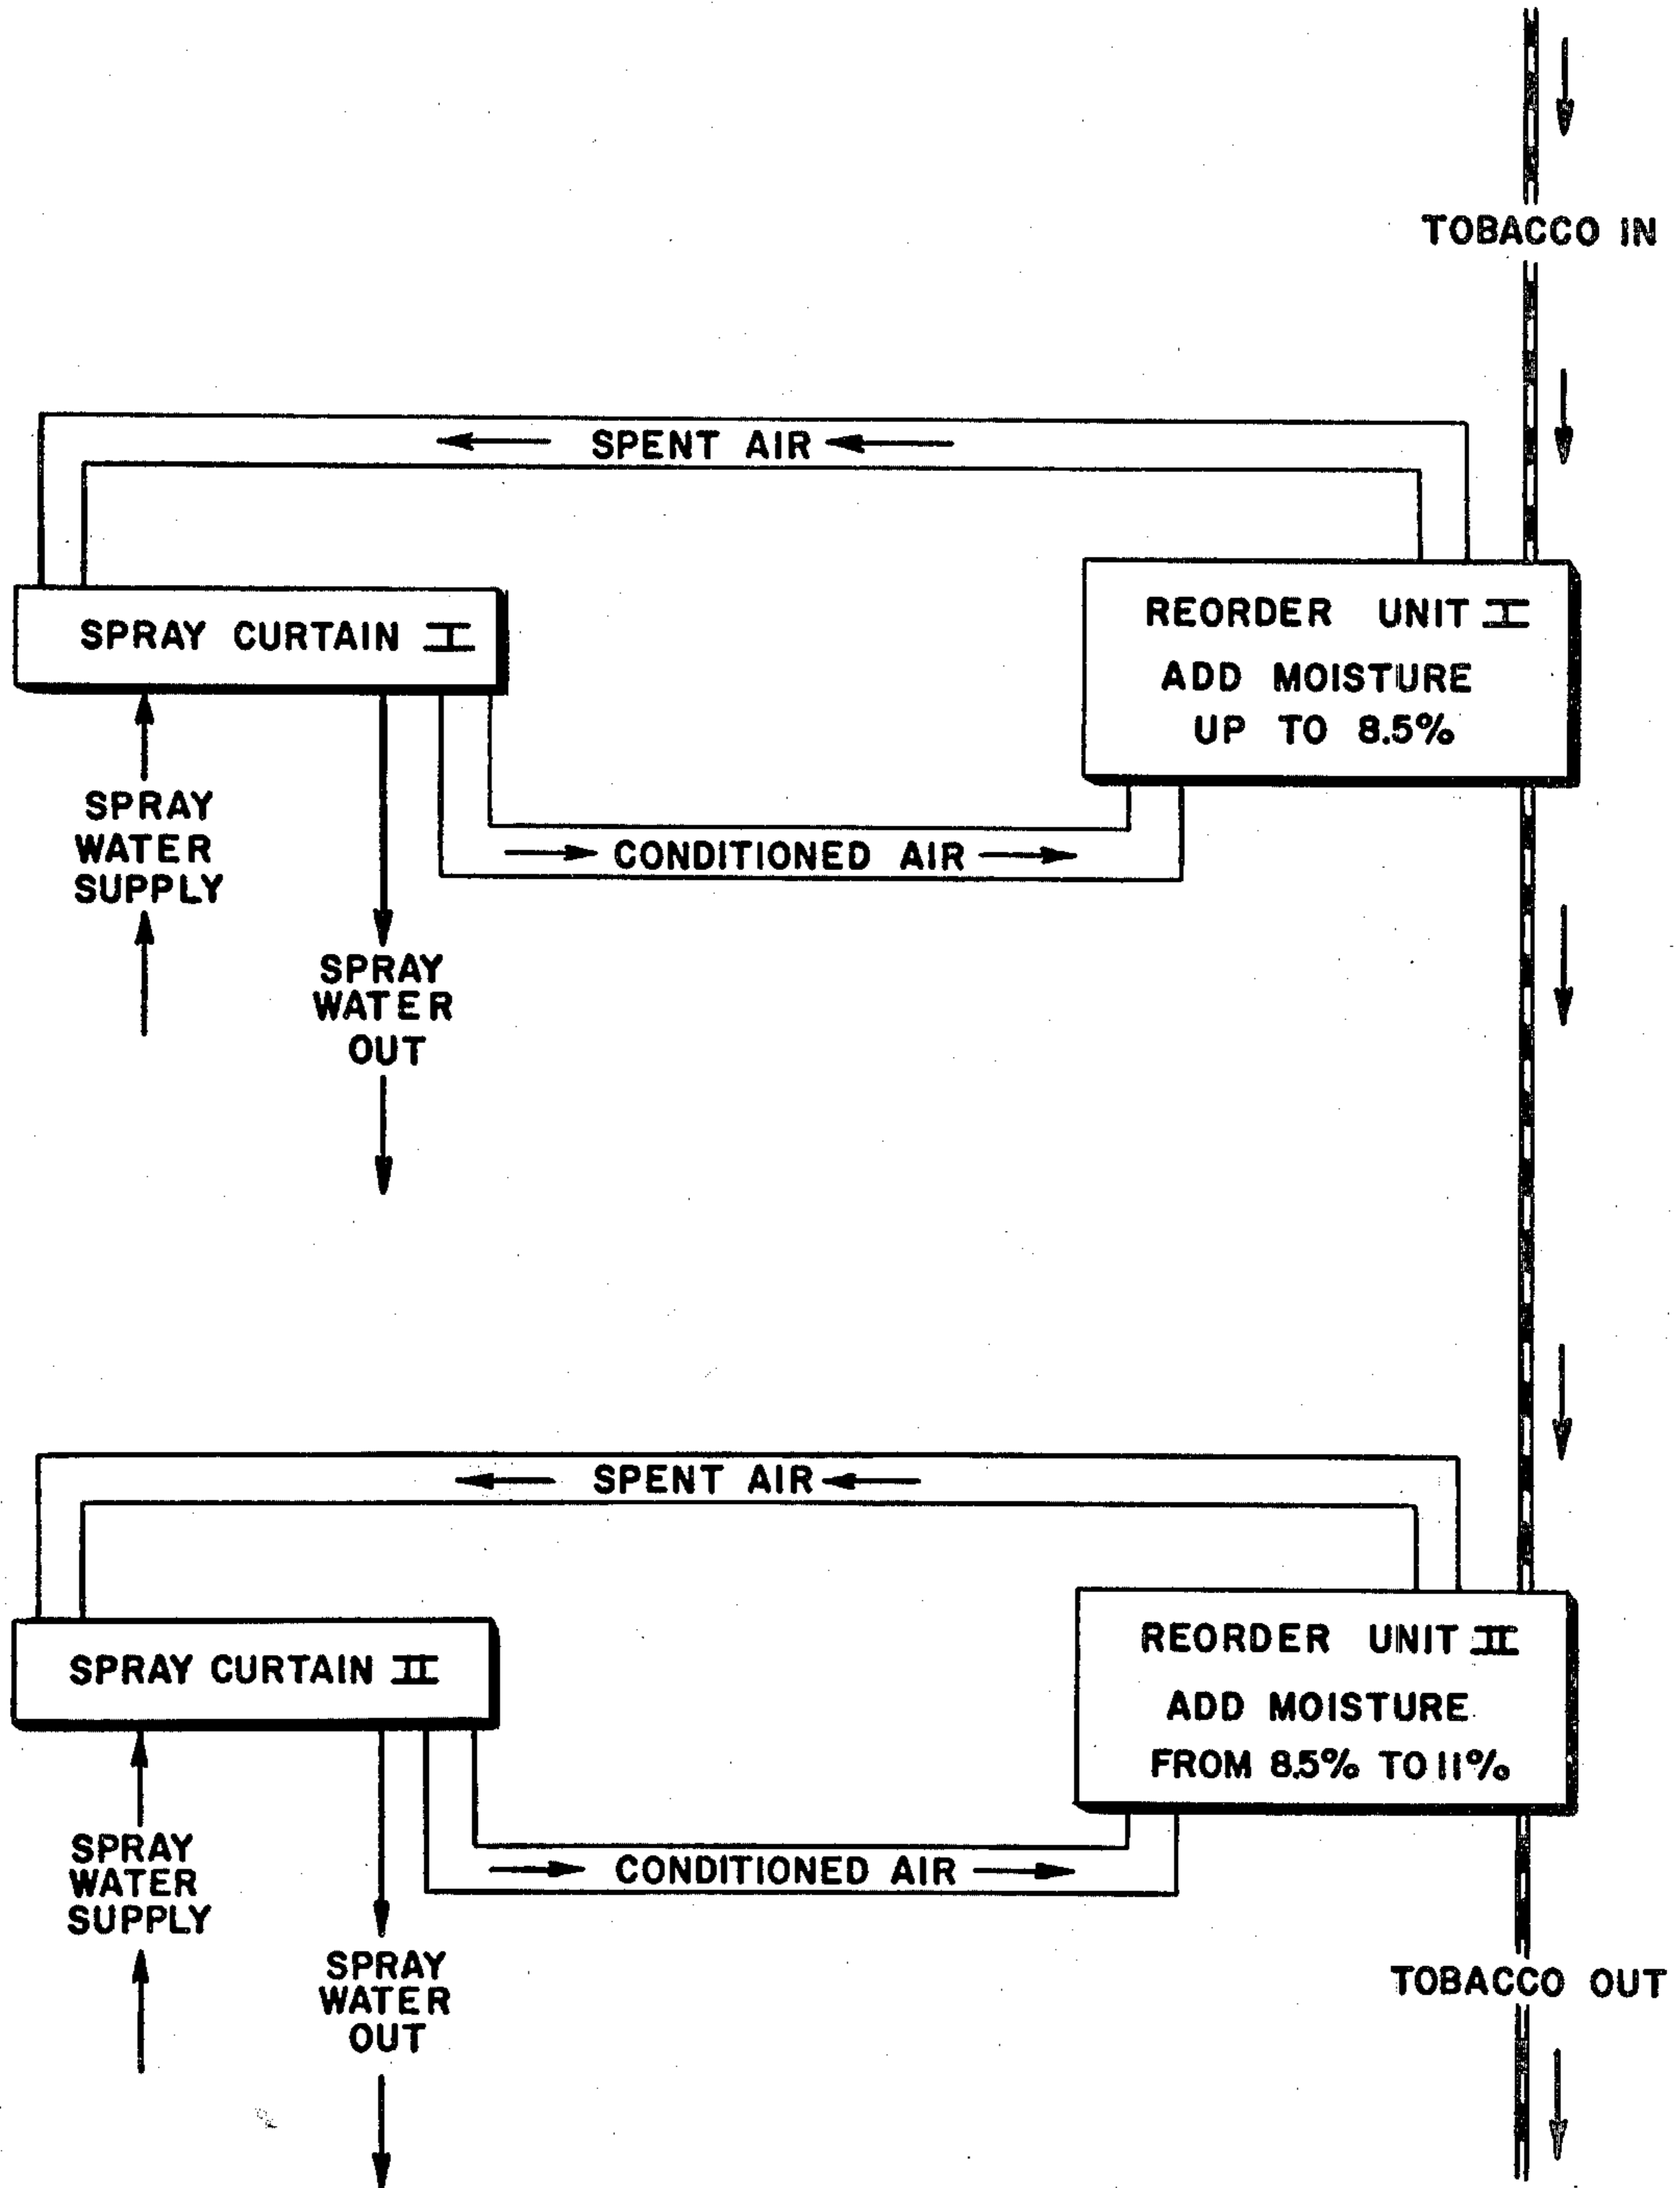 TOBACCO IN
SPENT AIR
SPRAY CURTAIN I
REORDER UNIT I
ADD MOISTURE
UP TO 8.5%
SPRAY
WATER
SUPPLY
CONDITIONED AIR
SPRAY
WATER
OUT
SPENT AIR
SPRAY CURTAIN II
REORDER UNIT II
ADD MOISTURE
FROM 8.5% TO 11%
SPRAY
WATER
SUPPLY
CONDITIONED AIR
SPRAY
WATER
OUT
TOBACCO OUT